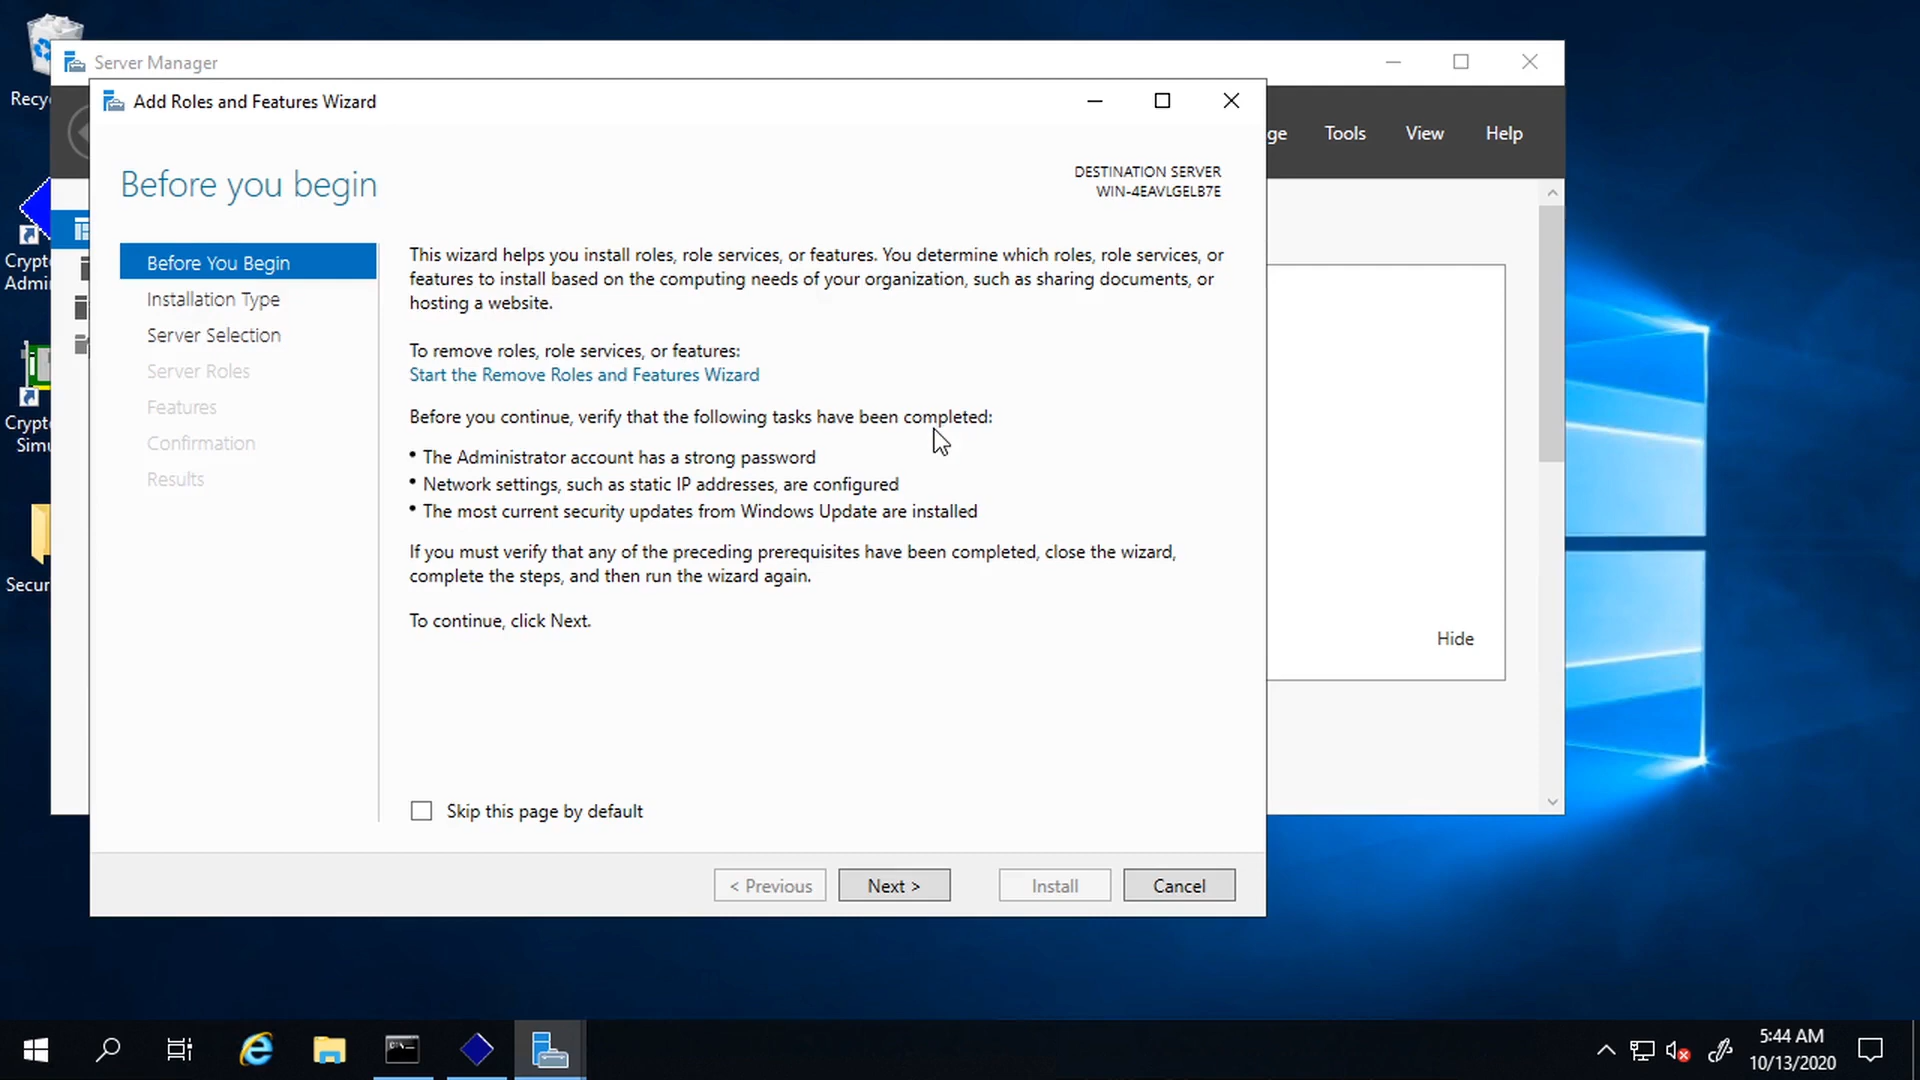 Recy
Server Manager
Add Roles and Features Wizard
ge
Tools
View
Help
Before you begin
DESTINATION SERVER
WIN-4EAVLGELB7E
Crypt
Admi
Before You Begin
Installation Type
Server Selection
Server Roles
Features
Confirmation
Results
This wizard helps you install roles, role services, or features. You determine which roles, role services, or
features to install based on the computing needs of your organization, such as sharing documents, or
hosting a website.
To remove roles, role services, or features:
Start the Remove Roles and Features Wizard
Before you continue, verify that the following tasks have been completed:
• The Administrator account has a strong password
• Network settings, such as static IP addresses, are configured
• The most current security updates from Windows Update are installed
If you must verify that any of the preceding prerequisites have been completed, close the wizard,
complete the steps, and then run the wizard again.
To continue, click Next.
Crypt
Simu
Secur
Hide
Skip this page by default
< Previous
Next >
Install
Cancel
5:44 AM
10/13/2020